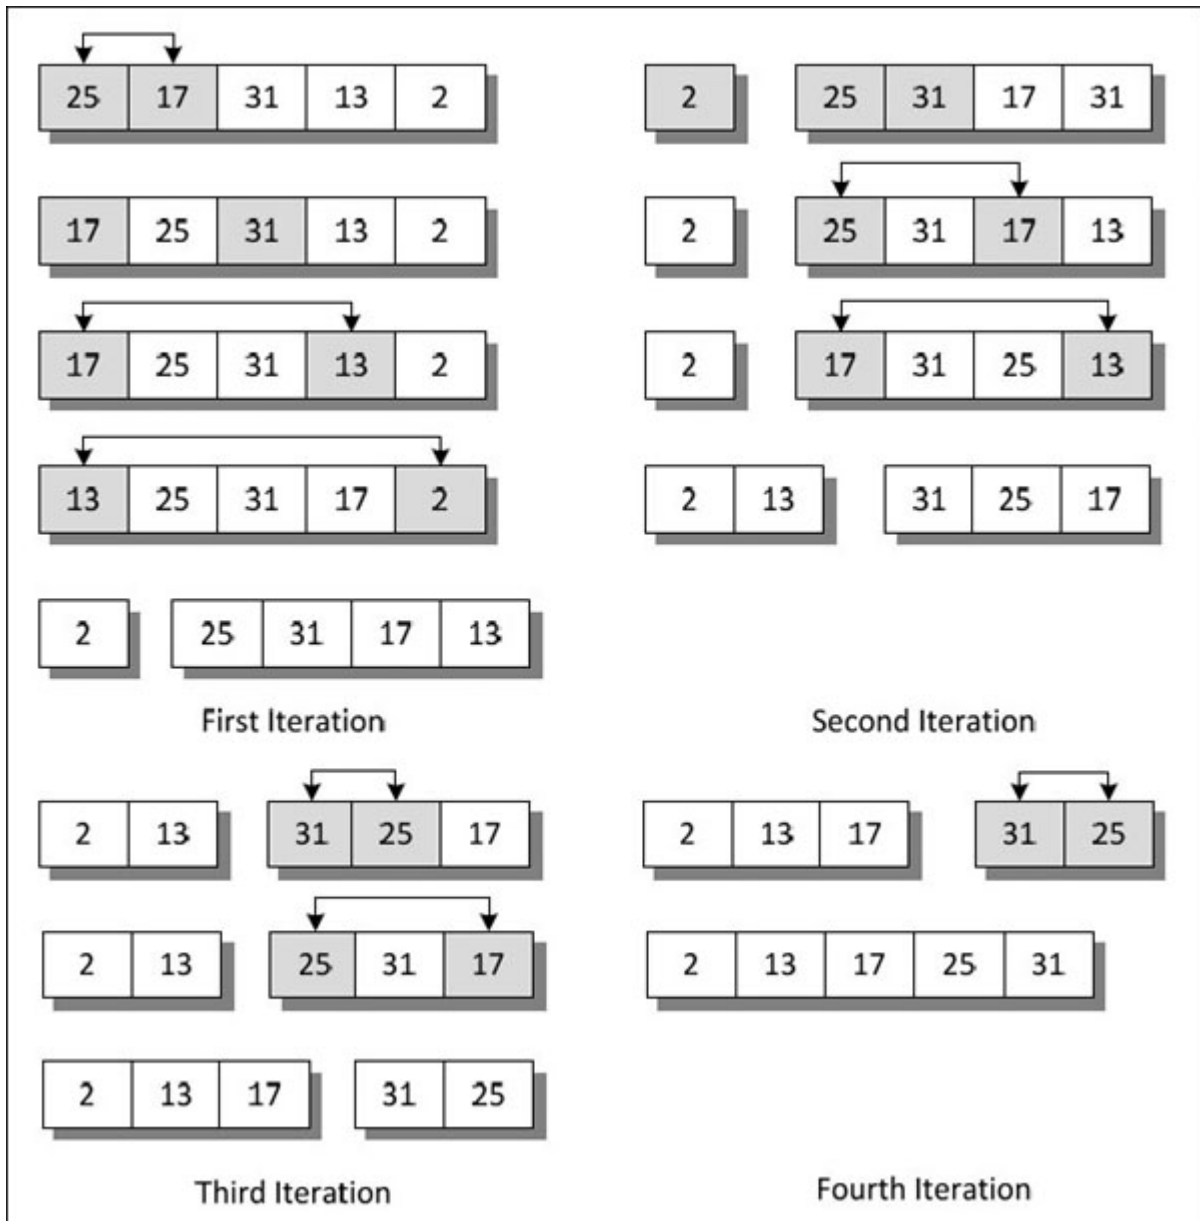 25 17 31 13 2
17 25 31 13 2
17 25 31 13 2
13 25 31 17 2
2 25 31 17 13
First Iteration
2 25 31 17 31
2 25 31 17 13
2 17 31 25 13
2 13 31 25 17
Second Iteration
2 13 31 25 17
2 13 25 31 17
2 13 17 31 25
Third Iteration
2 13 17 31 25
2 13 17 25 31
Fourth Iteration